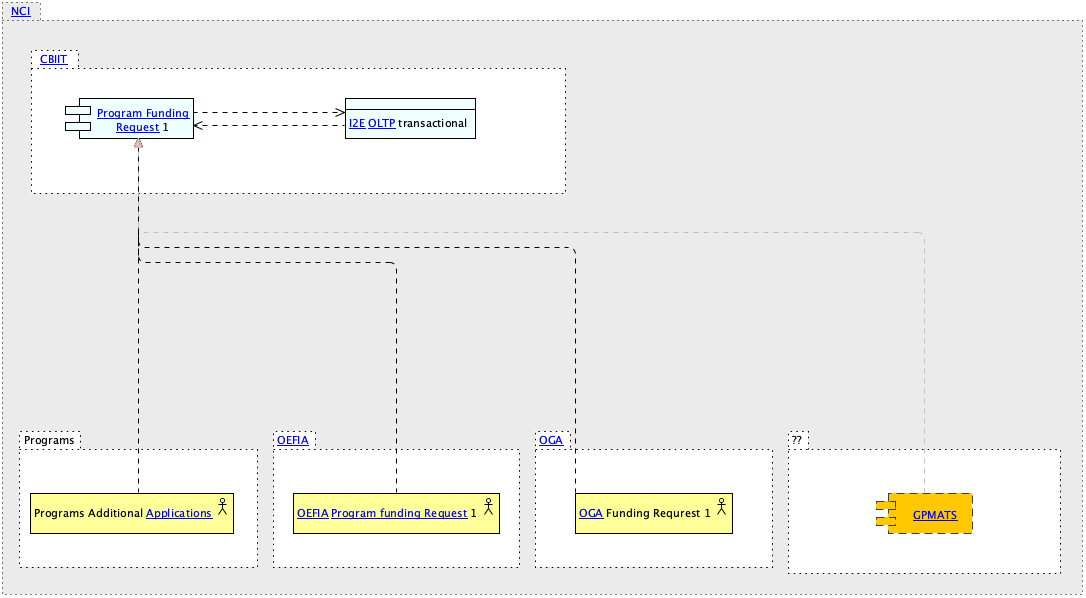 NCI
CBIIT
Program Funding
Request 1
I2E OLTP transactional
Programs
OEFIA
OGA
??
Programs Additional Applications
OEFIA Program funding Request 1
OGA Funding Requrest 1
GPMATS